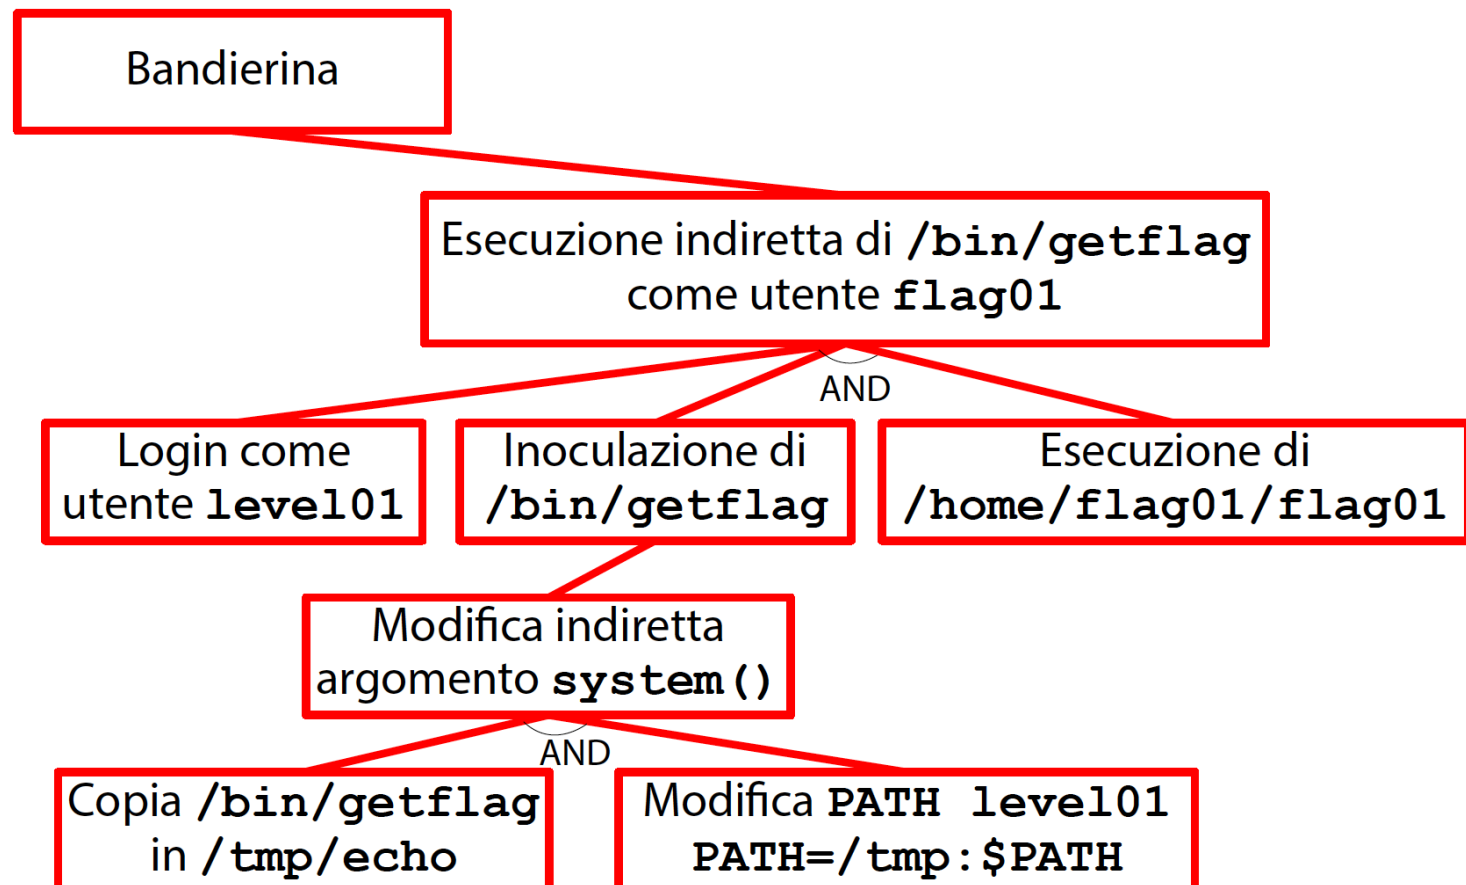 Bandierina
Esecuzione indiretta di /bin/getflag
come utente flag01
AND
Login come
utente level01
Inoculazione di
/bin/getflag
Esecuzione di
/home/flag01/flag01
Modifica indiretta
argomento system()
AND
Copia /bin/getflag
in /tmp/echo
Modifica PATH level01
PATH=/tmp:$PATH